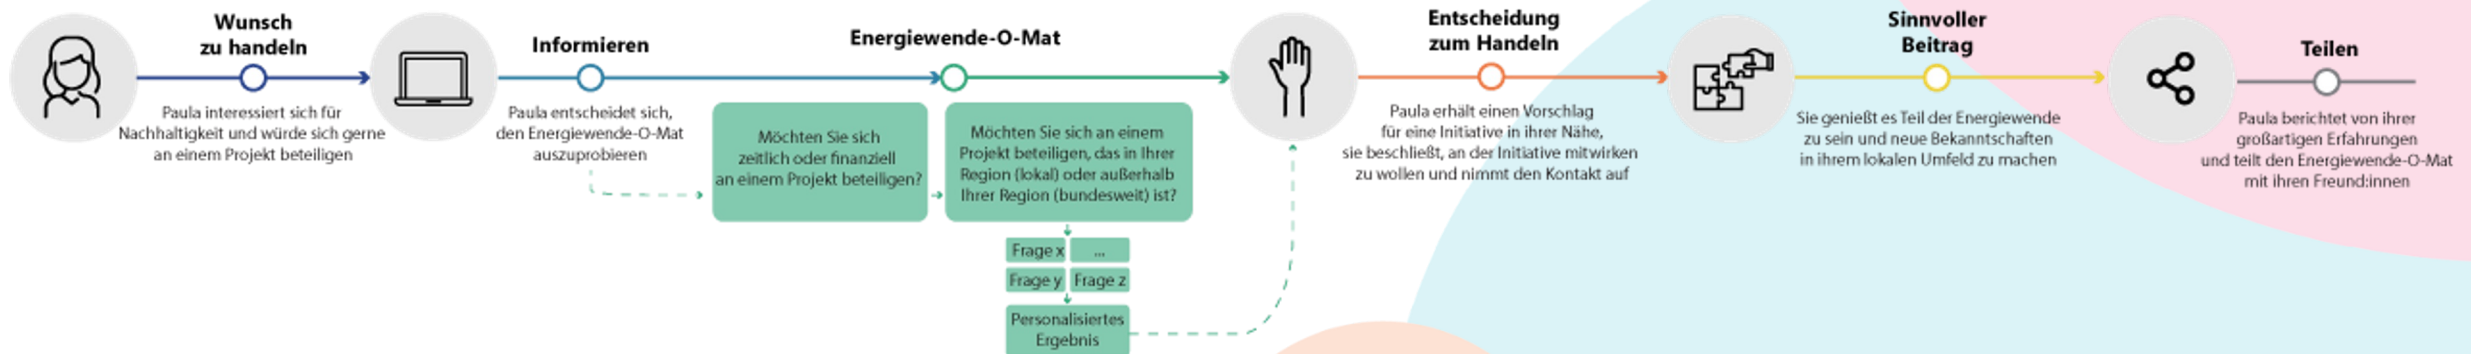 Wunsch
zu handeln
Paula interessiert sich für
Nachhaltigkeit und würde sich gerne
an einem Projekt beteiligen
Informieren
Paula entscheidet sich,
den Energiewende-O-Mat
auszuprobieren
Energiewende-O-Mat
Möchten Sie sich
zeitlich oder finanziell
an einem Projekt beteiligen?
Möchten Sie sich an einem
Projekt beteiligen, das in Ihrer
Region (lokal) oder außerhalb
Ihrer Region (bundesweit) ist?
Frage x
...
Frage y
Frage z
Personalisiertes
Ergebnis
Entscheidung
zum Handeln
Paula erhält einen Vorschlag
für eine Initiative in ihrer Nähe,
sie beschließt, an der Initiative mitwirken
zu wollen und nimmt den Kontakt auf
Sinnvoller
Beitrag
Sie genießt es Teil der Energiewende
zu sein und neue Bekanntschaften
in ihrem lokalen Umfeld zu machen
Teilen
Paula berichtet von ihrer
großartigen Erfahrungen
und teilt den Energiewende-O-Mat
mit ihren Freund:innen